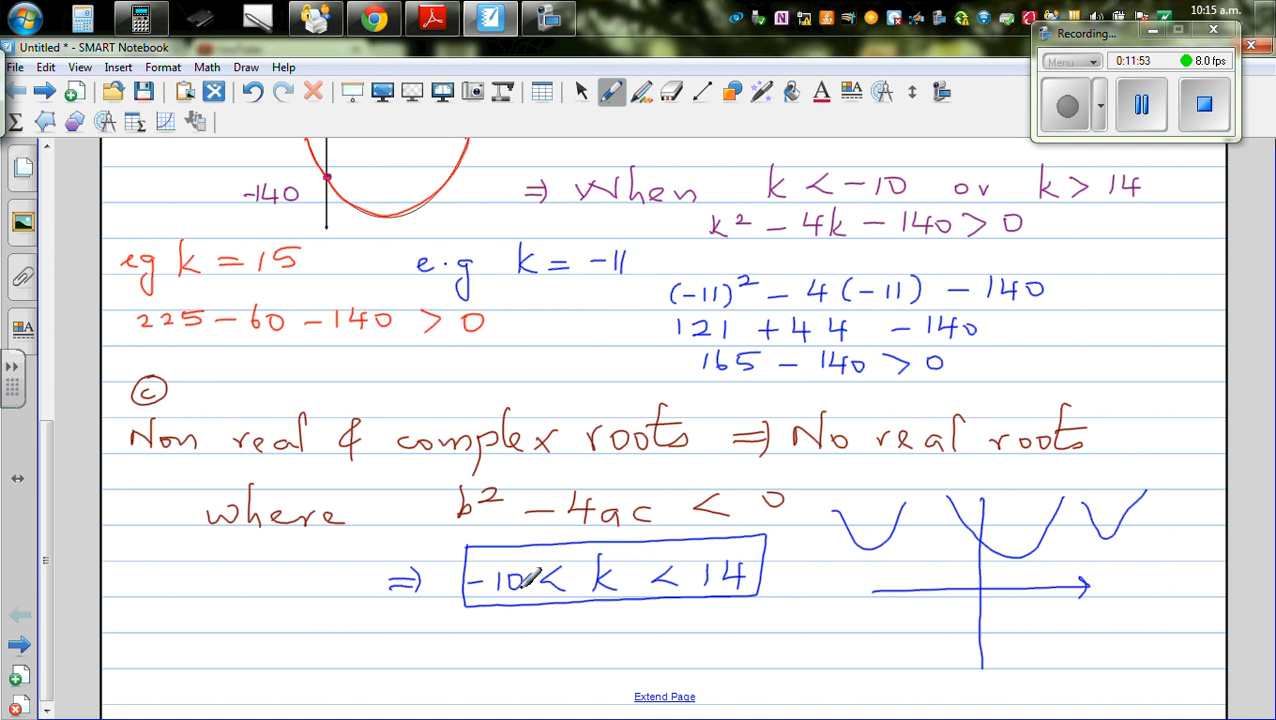 10:15 a.m.
Untitled * - SMART Notebook
Recording...
File Edit View Insert Format Math Draw Help
Menu 0:11:53 8.0 fps
-140
⇒ When k < -10 or k > 14
k² - 4k - 140 > 0
eg k = 15
e.g k = -11
(-11)² - 4(-11) - 140
225 - 60 - 140 > 0
121 + 44 - 140
165 - 140 > 0
ⓒ
Non real & complex roots ⇒ No real roots
where b² - 4ac < 0
⇒ -10 < k < 14
Extend Page